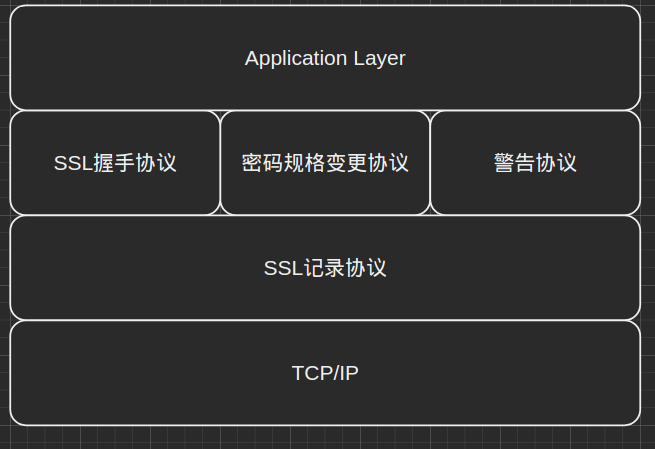 Application Layer
SSL握手协议
密码规格变更协议
警告协议
SSL记录协议
TCP/IP